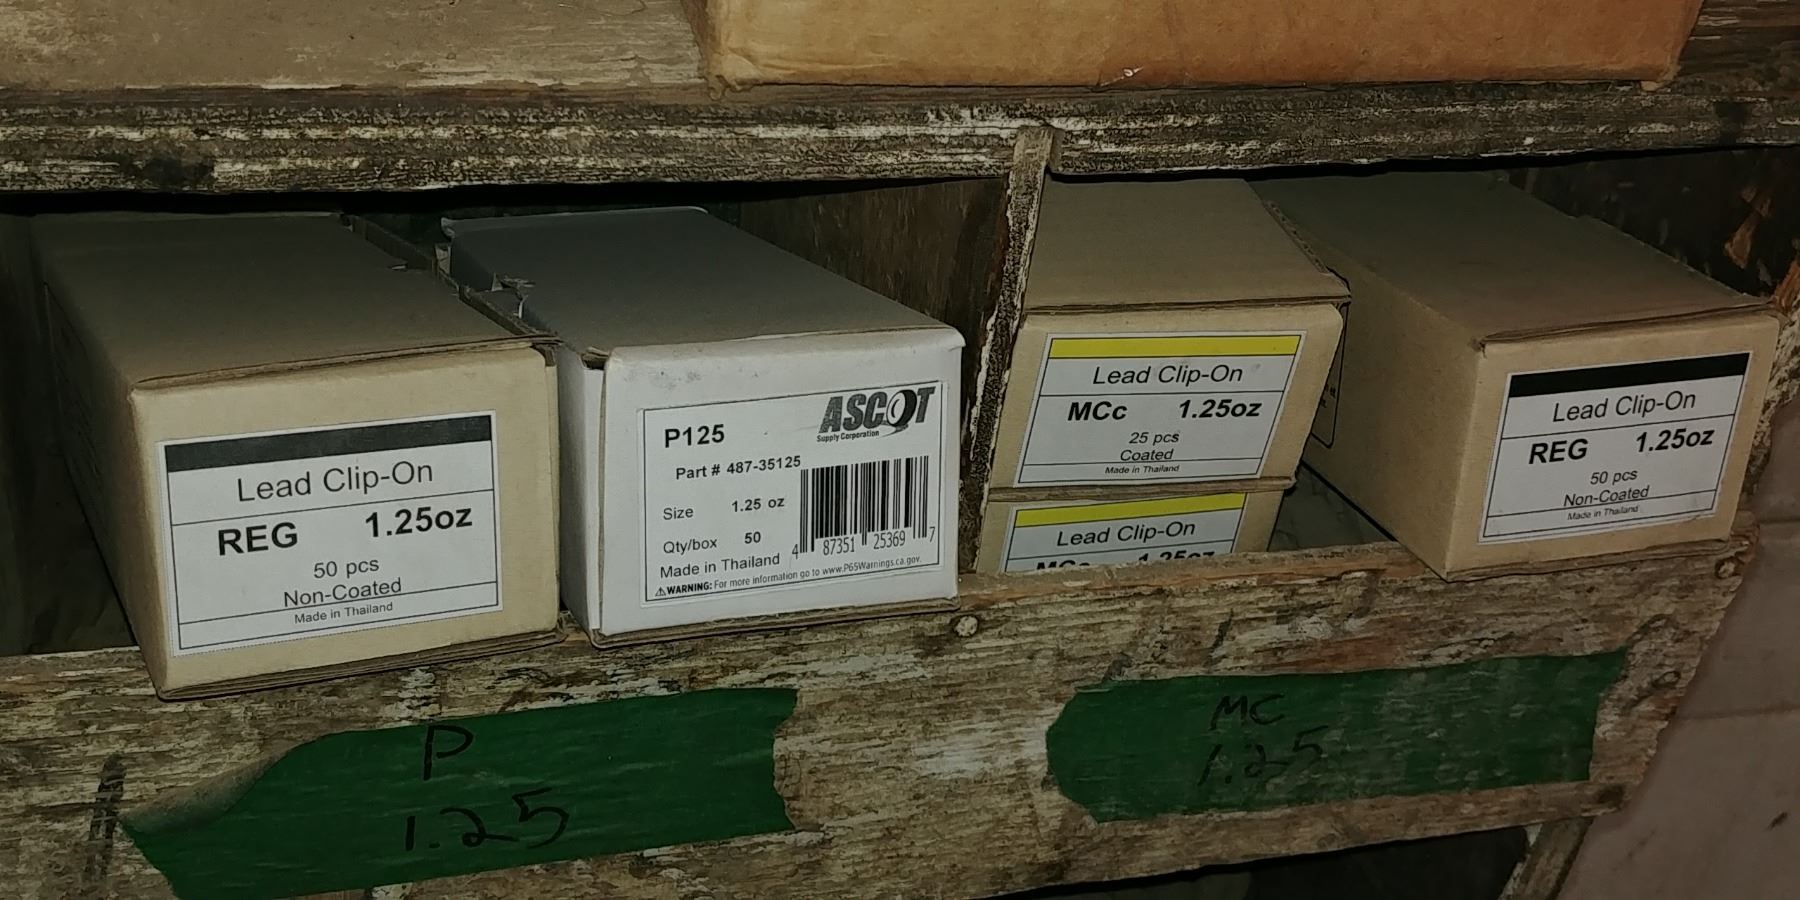 Lead Clip-On
REG 1.25oz
50 pcs
Non-Coated
Made in Thailand
ASCOT
Supply Corporation
P125
Part # 487-35125
Size 1.25 oz
Qty/box 50
Made in Thailand
4 87351 25369 7
⚠WARNING: For more information go to www.P65Warnings.ca.gov.
Lead Clip-On
MCc 1.25oz
25 pcs
Coated
Made in Thailand
Lead Clip-On
MCc 1.25oz
Lead Clip-On
REG 1.25oz
50 pcs
Non-Coated
Made in Thailand
P
1.25
MC
1.25